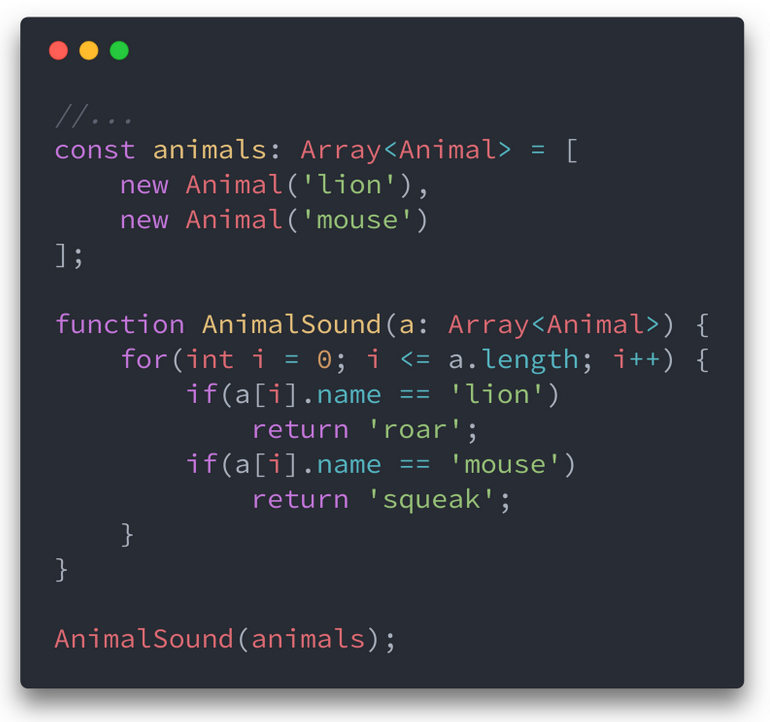 //...
const animals: Array<Animal> = [
    new Animal('lion'),
    new Animal('mouse')
];
function AnimalSound(a: Array<Animal>) {
    for(int i = 0; i <= a.length; i++) {
        if(a[i].name == 'lion')
            return 'roar';
        if(a[i].name == 'mouse')
            return 'squeak';
    }
}
AnimalSound(animals);